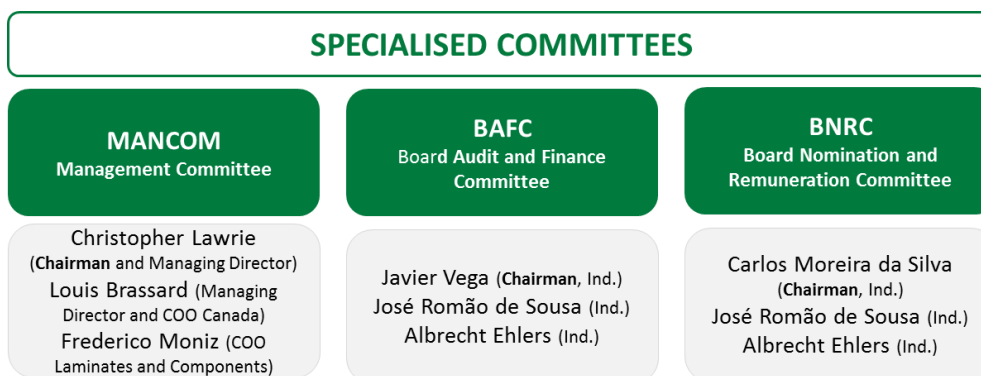 SPECIALISED COMMITTEES
MANCOM
Management Committee
Christopher Lawrie
(Chairman and Managing Director)
Louis Brassard (Managing
Director and COO Canada)
Frederico Moniz (COO
Laminates and Components)
BAFC
Board Audit and Finance
Committee
Javier Vega (Chairman, Ind.)
José Romão de Sousa (Ind.)
Albrecht Ehlers (Ind.)
BNRC
Board Nomination and
Remuneration Committee
Carlos Moreira da Silva
(Chairman, Ind.)
José Romão de Sousa (Ind.)
Albrecht Ehlers (Ind.)